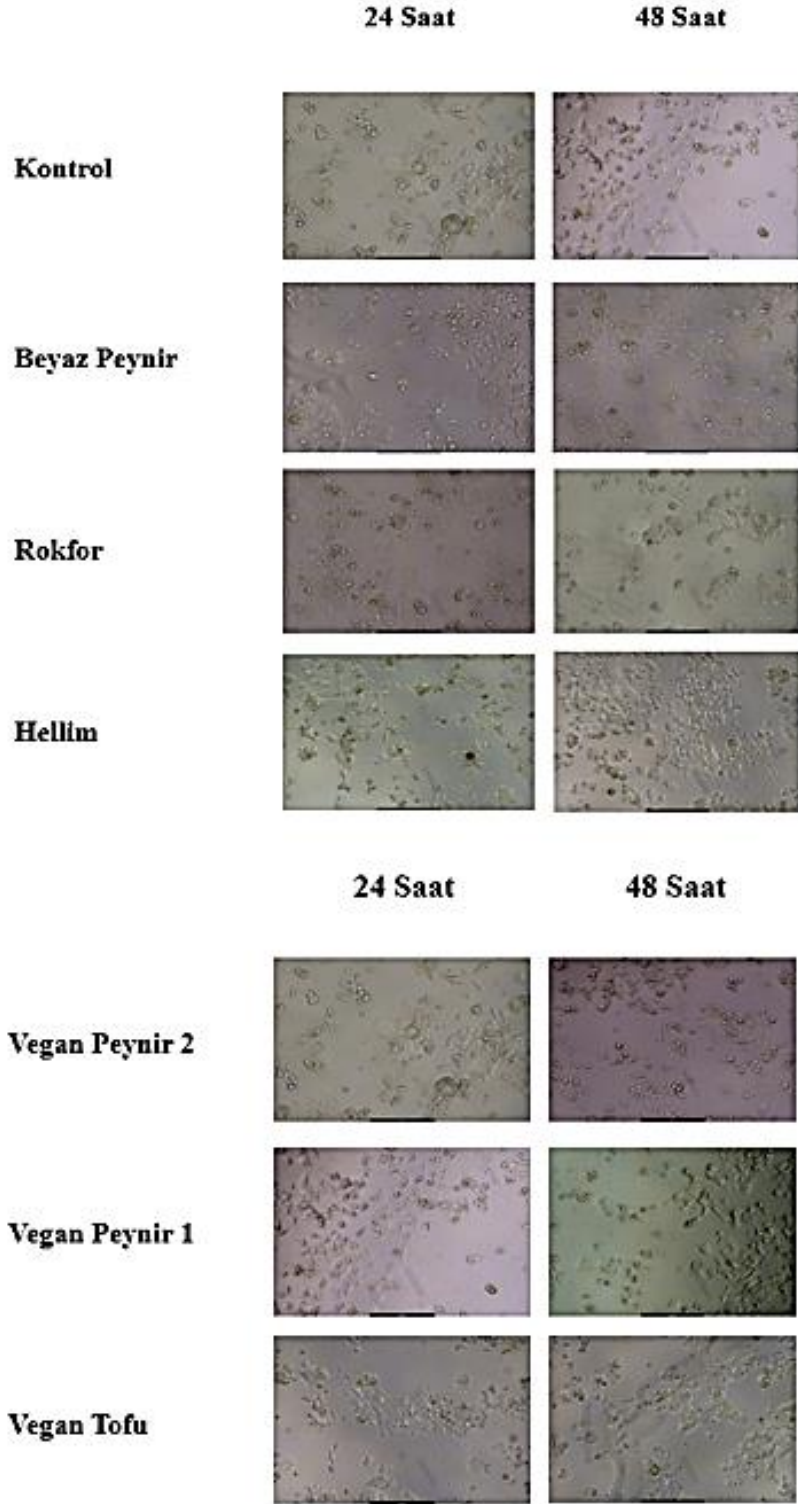 24 Saat 48 Saat
Kontrol
Beyaz Peynir
Rokfor
Hellim
24 Saat 48 Saat
Vegan Peynir 2
Vegan Peynir 1
Vegan Tofu